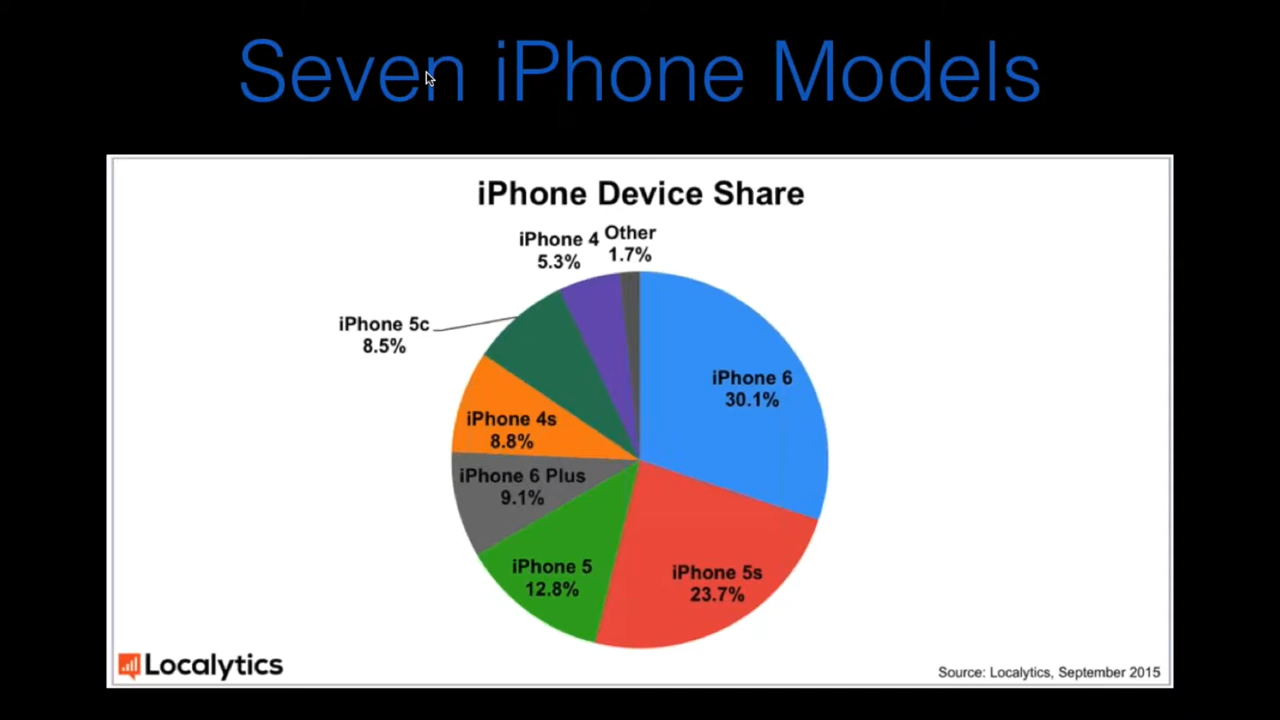 Seven iPhone Models
iPhone Device Share
iPhone 4
5.3%
Other
1.7%
iPhone 5c
8.5%
iPhone 6
30.1%
iPhone 4s
8.8%
iPhone 6 Plus
9.1%
iPhone 5
12.8%
iPhone 5s
23.7%
Localytics
Source: Localytics, September 2015